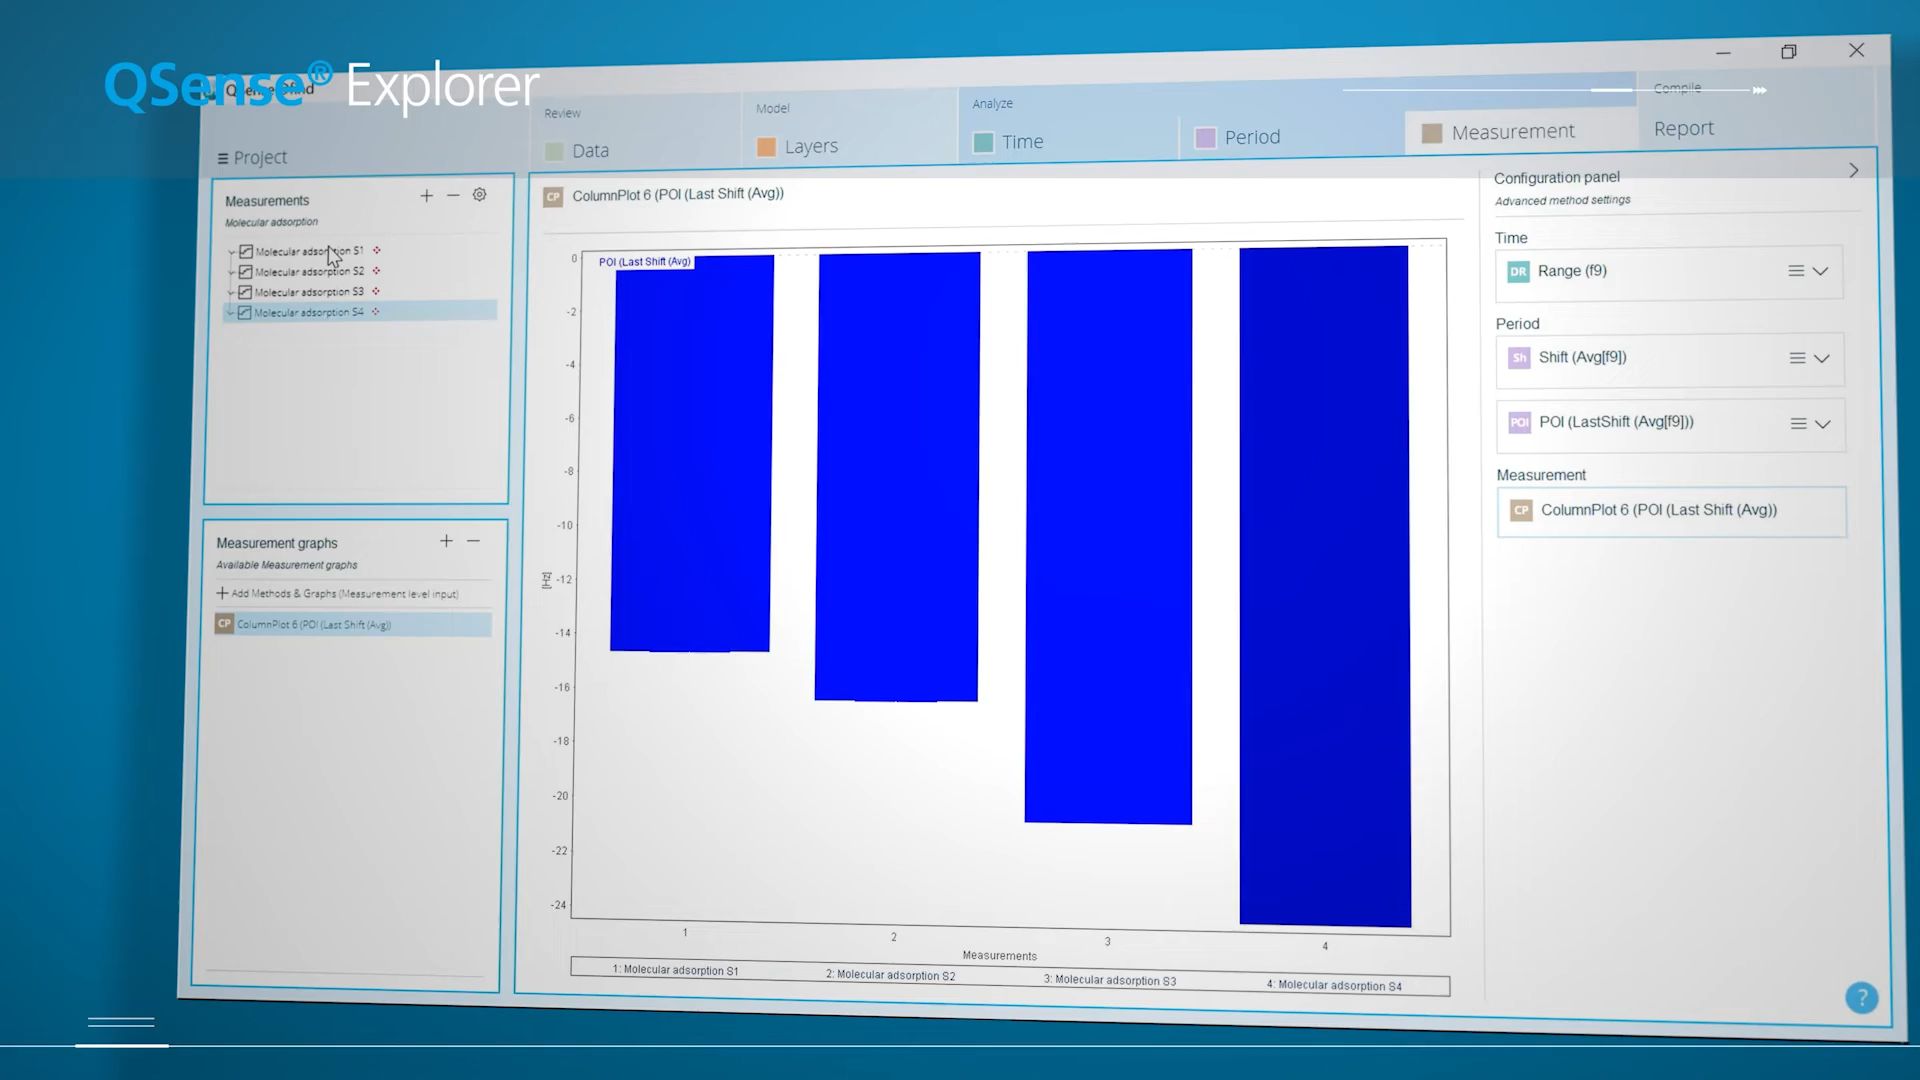 QSense® Explorer
QSense Dfind
Project
Review
Data
Model
Layers
Analyze
Time
Period
Measurement
Compile
Report
Measurements
Molecular adsorption
Molecular adsorption S1
Molecular adsorption S2
Molecular adsorption S3
Molecular adsorption S4
Measurement graphs
Available Measurement graphs
Add Methods & Graphs (Measurement level input)
CP ColumnPlot 6 (POI (Last Shift (Avg))
CP ColumnPlot 6 (POI (Last Shift (Avg))
POI (Last Shift (Avg)
0
-2
-4
-6
-8
-10
-12
-14
-16
-18
-20
-22
-24
[Hz]
1
2
3
4
Measurements
1: Molecular adsorption S1
2: Molecular adsorption S2
3: Molecular adsorption S3
4: Molecular adsorption S4
Configuration panel
Advanced method settings
Time
DR Range (f9)
Period
Sh Shift (Avg[f9])
POI POI (LastShift (Avg[f9]))
Measurement
CP ColumnPlot 6 (POI (Last Shift (Avg))
?